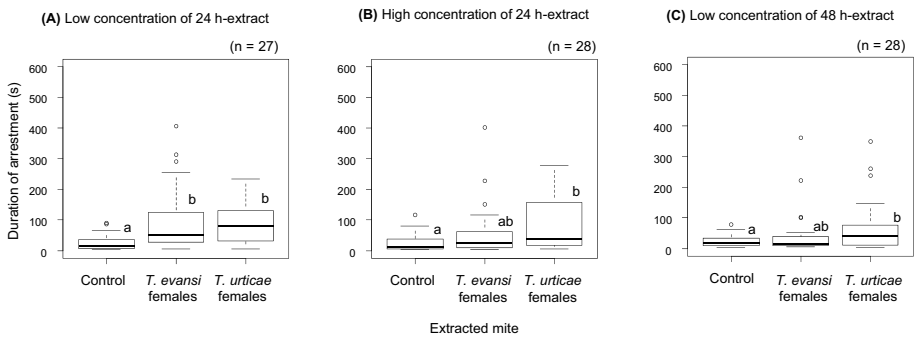 (A) Low concentration of 24 h-extract
(n = 27)
Duration of arrestment (s)
600
500
400
300
200
100
0
a
b
b
Control
T. evansi
females
T. urticae
females
(B) High concentration of 24 h-extract
(n = 28)
600
500
400
300
200
100
0
a
ab
b
Control
T. evansi
females
T. urticae
females
(C) Low concentration of 48 h-extract
(n = 28)
600
500
400
300
200
100
0
a
ab
b
Control
T. evansi
females
T. urticae
females
Extracted mite